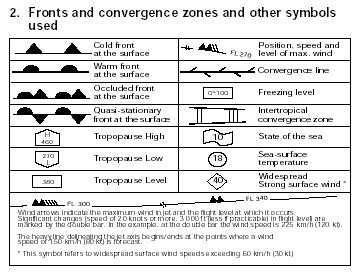 2. Fronts and convergence zones and other symbols
used
Cold front
at the surface
FL270
Position, speed and
level of max. wind
Warm front
at the surface
Convergence line
Occluded front
at the surface
0°:100
Freezing level
Quasi-stationary
front at the surface
Intertropical
convergence zone
H
460
Tropopause High
10
State of the sea
270
L
Tropopause Low
18
Sea-surface
temperature
380
Tropopause Level
40
Widespread
Strong surface wind *
FL 300
FL 340
Wind arrows indicate the maximum wind in jet and the flight level at which it occurs.
Significant changes (speed of 20 knots or more, 3 000 ft (less if practicable) in flight level) are
marked by the double bar. In the example, at the double bar the wind speed is 225 km/h (120 kt).
The heavy line delineating the jet axis begins/ends at the points where a wind
speed of 150 km/h (80 kt) is forecast.
* This symbol refers to widespread surface wind speeds exceeding 60 km/h (30 kt)